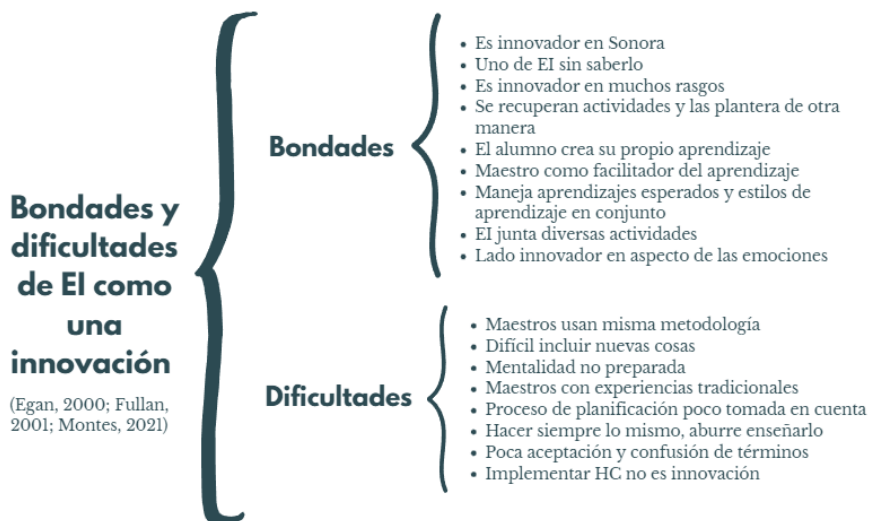 Bondades y
dificultades
de EI como
una
innovación
(Egan, 2000; Fullan,
2001; Montes, 2021)
Bondades
• Es innovador en Sonora
• Uno de EI sin saberlo
• Es innovador en muchos rasgos
• Se recuperan actividades y las plantera de otra
manera
• El alumno crea su propio aprendizaje
• Maestro como facilitador del aprendizaje
• Maneja aprendizajes esperados y estilos de
aprendizaje en conjunto
• EI junta diversas actividades
• Lado innovador en aspecto de las emociones
Dificultades
• Maestros usan misma metodología
• Difícil incluir nuevas cosas
• Mentalidad no preparada
• Maestros con experiencias tradicionales
• Proceso de planificación poco tomada en cuenta
• Hacer siempre lo mismo, aburre enseñarlo
• Poca aceptación y confusión de términos
• Implementar HC no es innovación